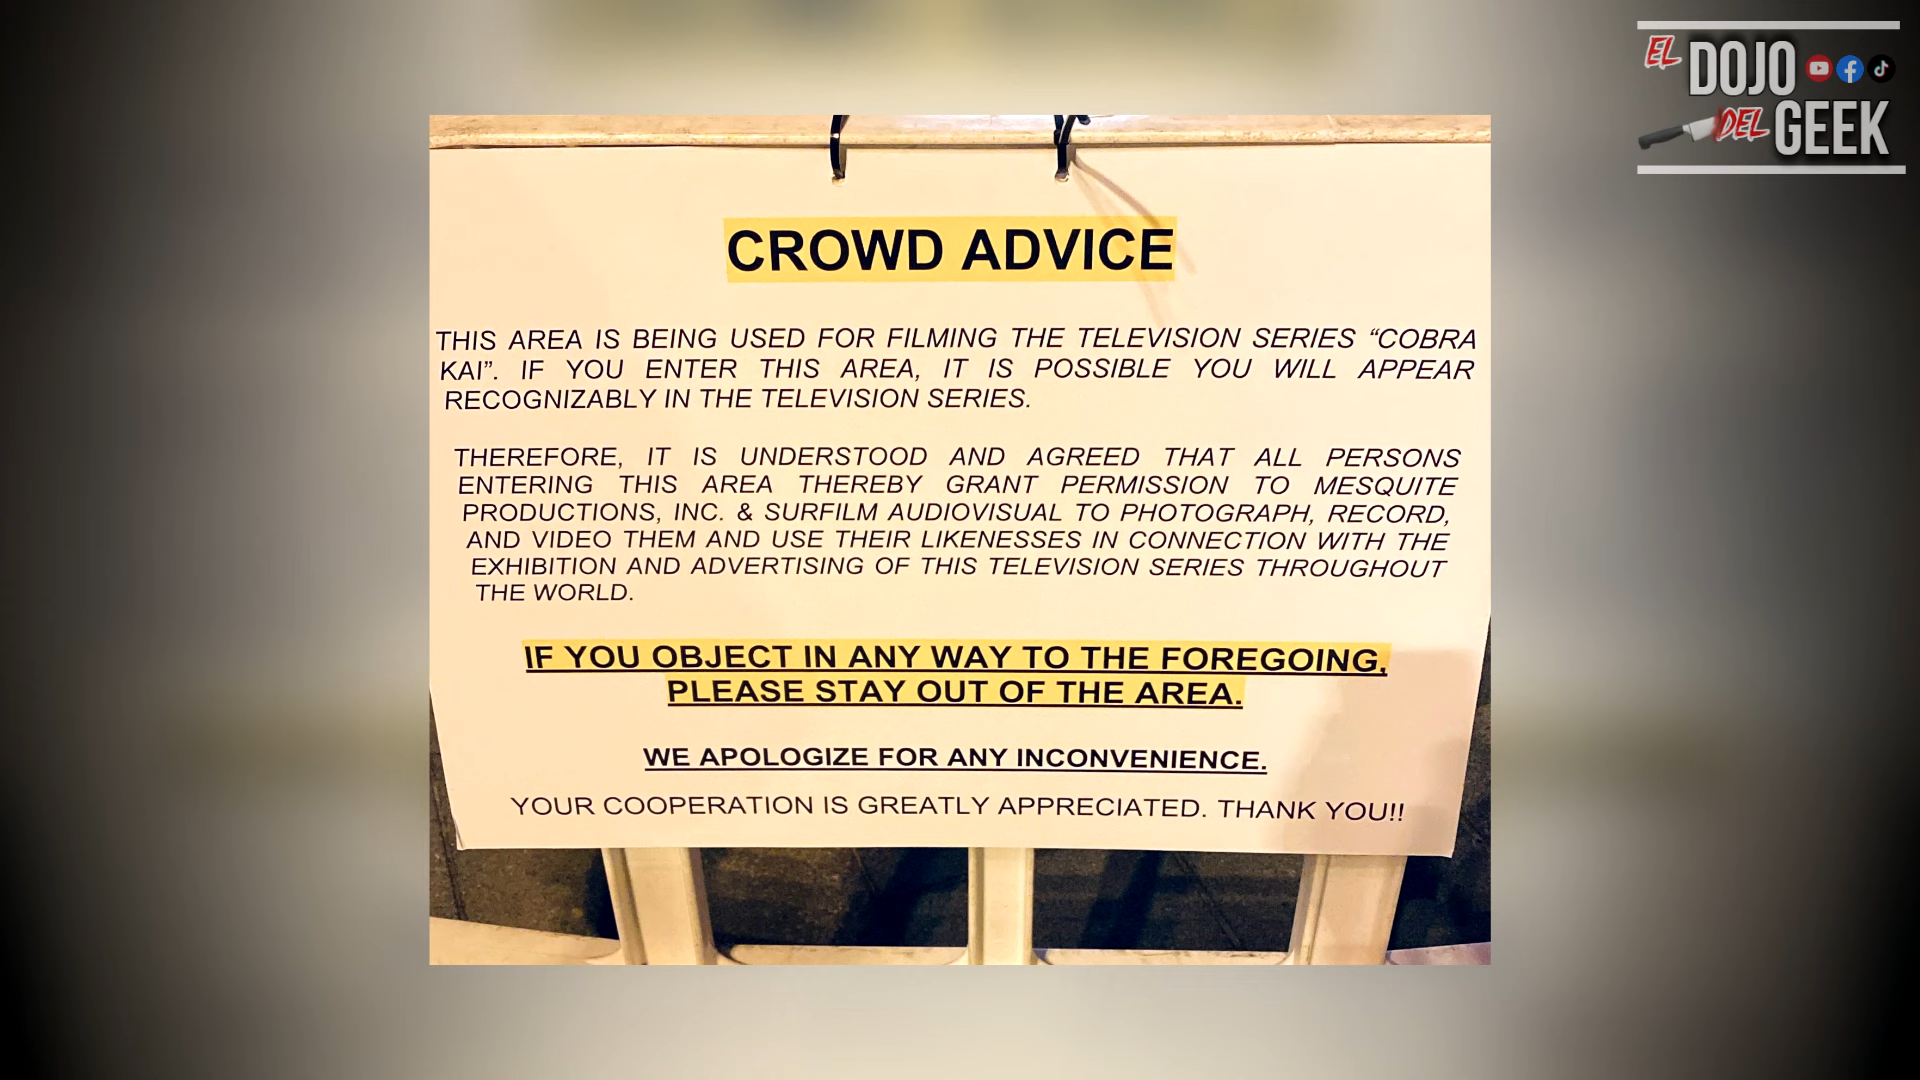 EL DOJO
DEL GEEK
CROWD ADVICE
THIS AREA IS BEING USED FOR FILMING THE TELEVISION SERIES “COBRA
KAI”. IF YOU ENTER THIS AREA, IT IS POSSIBLE YOU WILL APPEAR
RECOGNIZABLY IN THE TELEVISION SERIES.
THEREFORE, IT IS UNDERSTOOD AND AGREED THAT ALL PERSONS
ENTERING THIS AREA THEREBY GRANT PERMISSION TO MESQUITE
PRODUCTIONS, INC. & SURFILM AUDIOVISUAL TO PHOTOGRAPH, RECORD,
AND VIDEO THEM AND USE THEIR LIKENESSES IN CONNECTION WITH THE
EXHIBITION AND ADVERTISING OF THIS TELEVISION SERIES THROUGHOUT
THE WORLD.
IF YOU OBJECT IN ANY WAY TO THE FOREGOING,
PLEASE STAY OUT OF THE AREA.
WE APOLOGIZE FOR ANY INCONVENIENCE.
YOUR COOPERATION IS GREATLY APPRECIATED. THANK YOU!!